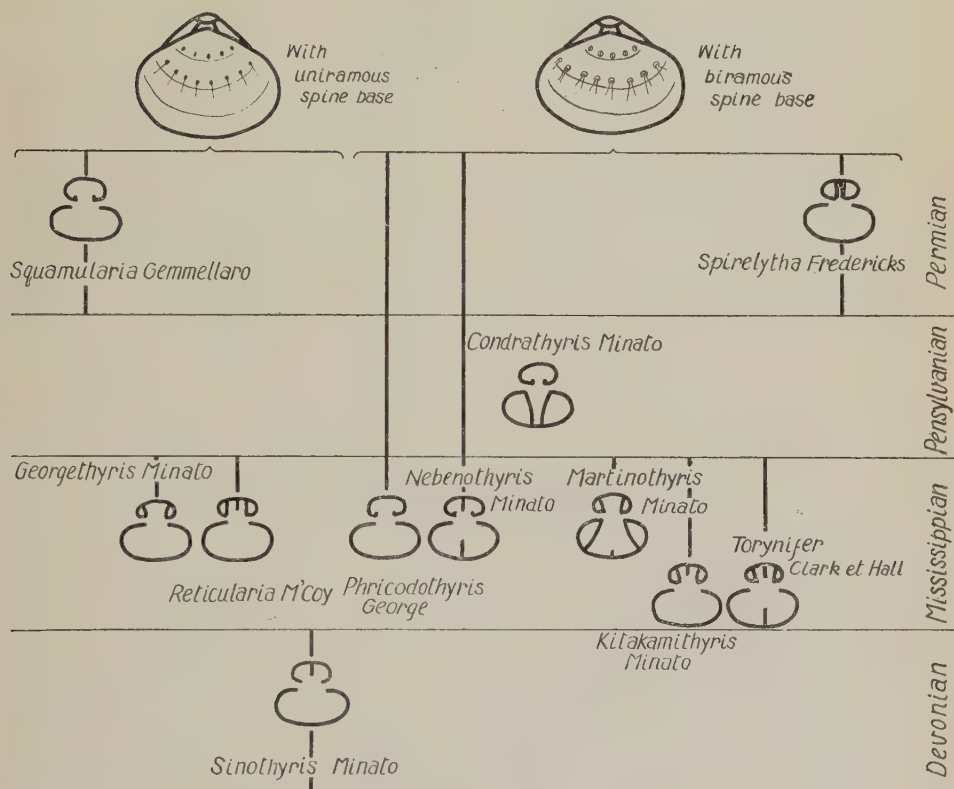 With
uniramous
spine base
With
biramous
spine base
Squamularia Gemmellaro
Spirelytha Fredericks
Permian
Condrathyris Minato
Pensylvanian
Georgethyris Minato
Nebenothyris
Minato
Martinothyris
Minato
Torynifer
Clark et Hall
Reticularia M'Coy
Phricodothyris
George
Kitakamithyris
Minato
Mississippian
Sinothyris Minato
Devonian